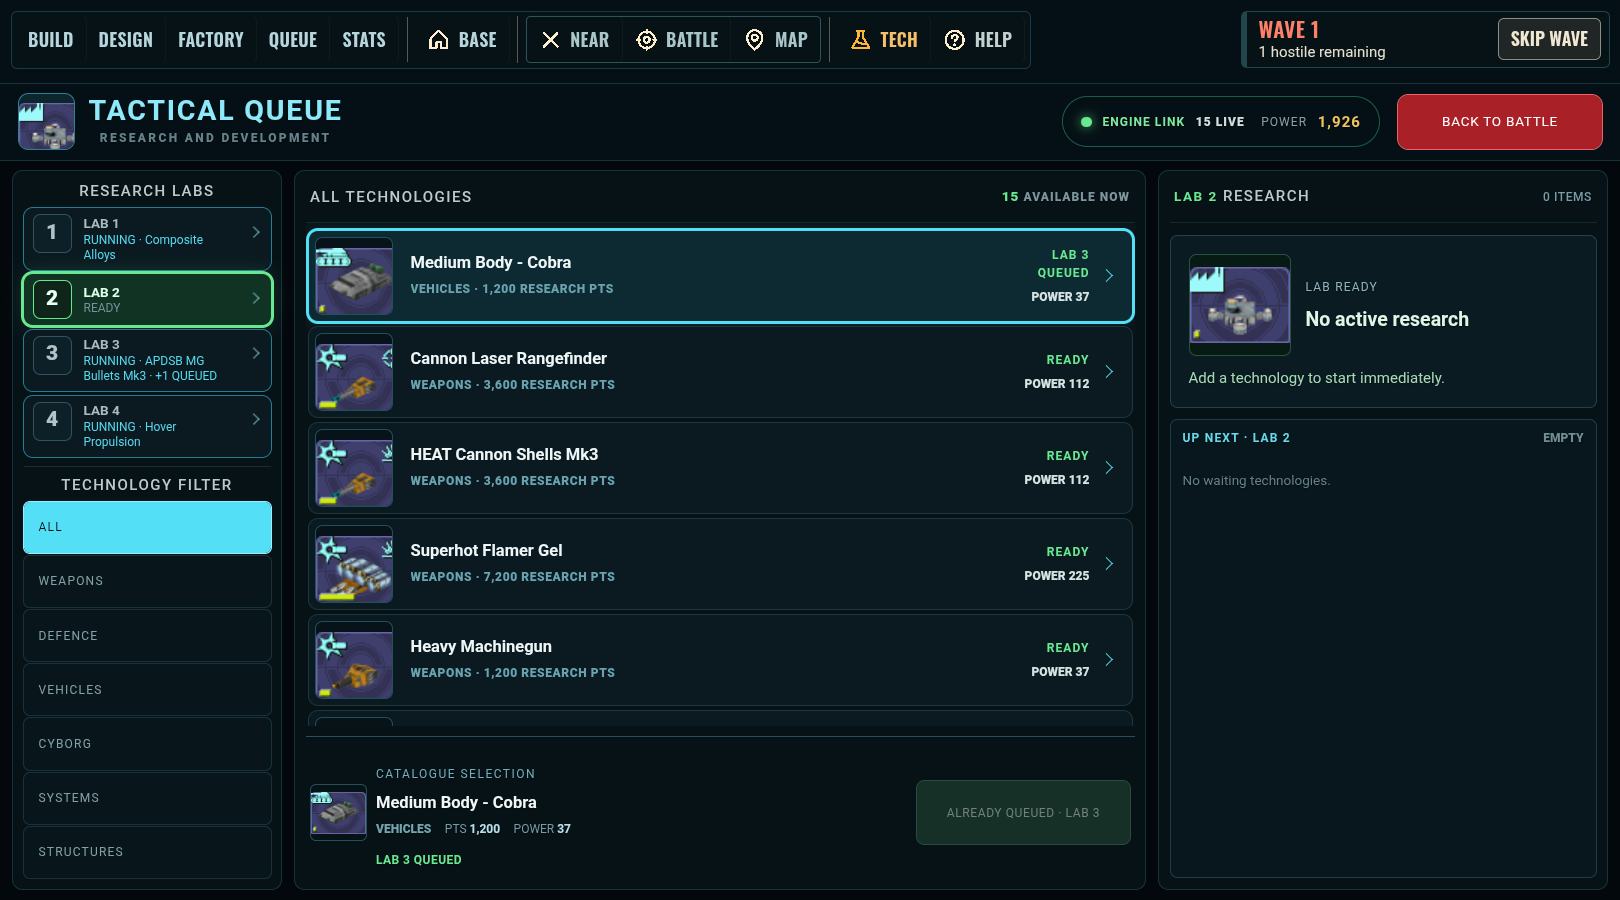 BUILD DESIGN FACTORY QUEUE STATS BASE NEAR BATTLE MAP TECH HELP
WAVE 1
1 hostile remaining
SKIP WAVE
TACTICAL QUEUE
RESEARCH AND DEVELOPMENT
ENGINE LINK 15 LIVE POWER 1,926
BACK TO BATTLE
RESEARCH LABS
1
LAB 1
RUNNING · Composite
Alloys
2
LAB 2
READY
3
LAB 3
RUNNING · APDSB MG
Bullets Mk3 · +1 QUEUED
4
LAB 4
RUNNING · Hover
Propulsion
TECHNOLOGY FILTER
ALL
WEAPONS
DEFENCE
VEHICLES
CYBORG
SYSTEMS
STRUCTURES
ALL TECHNOLOGIES
15 AVAILABLE NOW
Medium Body - Cobra
VEHICLES · 1,200 RESEARCH PTS
LAB 3
QUEUED
POWER 37
Cannon Laser Rangefinder
WEAPONS · 3,600 RESEARCH PTS
READY
POWER 112
HEAT Cannon Shells Mk3
WEAPONS · 3,600 RESEARCH PTS
READY
POWER 112
Superhot Flamer Gel
WEAPONS · 7,200 RESEARCH PTS
READY
POWER 225
Heavy Machinegun
WEAPONS · 1,200 RESEARCH PTS
READY
POWER 37
CATALOGUE SELECTION
Medium Body - Cobra
VEHICLES PTS 1,200 POWER 37
LAB 3 QUEUED
ALREADY QUEUED · LAB 3
LAB 2 RESEARCH
0 ITEMS
LAB READY
No active research
Add a technology to start immediately.
UP NEXT · LAB 2
EMPTY
No waiting technologies.